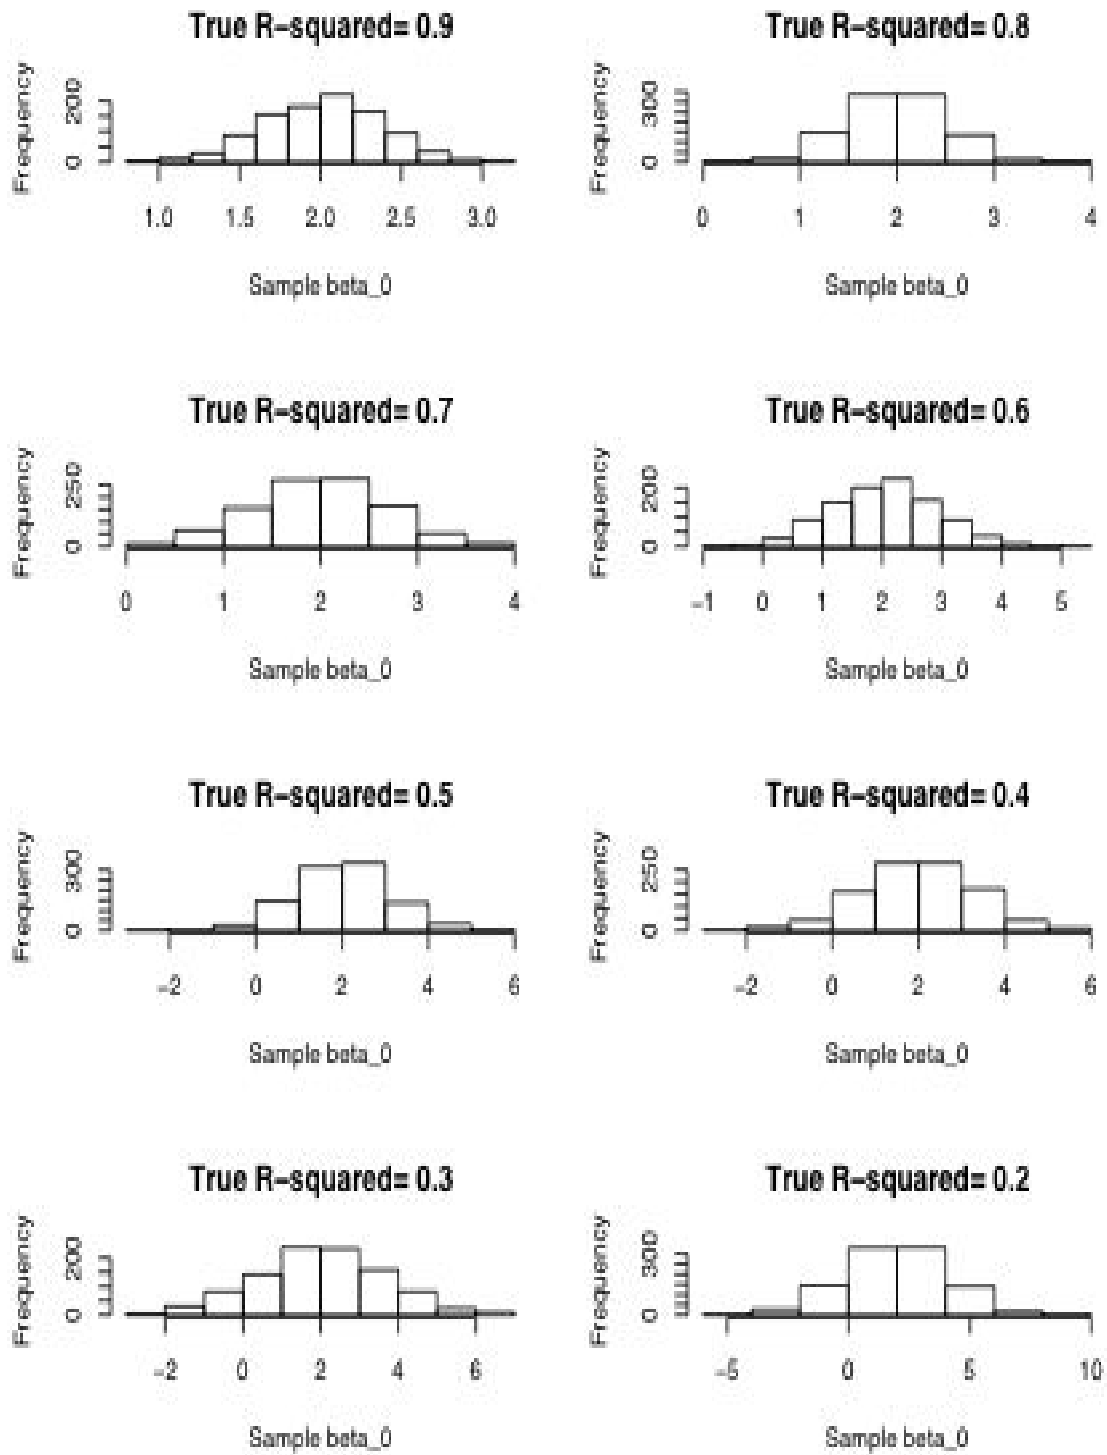 True R-squared= 0.9
Frequency
0 200
1.0 1.5 2.0 2.5 3.0
Sample beta_0
True R-squared= 0.8
Frequency
0 300
0 1 2 3 4
Sample beta_0
True R-squared= 0.7
Frequency
0 250
0 1 2 3 4
Sample beta_0
True R-squared= 0.6
Frequency
0 200
-1 0 1 2 3 4 5
Sample beta_0
True R-squared= 0.5
Frequency
0 300
-2 0 2 4 6
Sample beta_0
True R-squared= 0.4
Frequency
0 250
-2 0 2 4 6
Sample beta_0
True R-squared= 0.3
Frequency
0 200
-2 0 2 4 6
Sample beta_0
True R-squared= 0.2
Frequency
0 300
-5 0 5 10
Sample beta_0